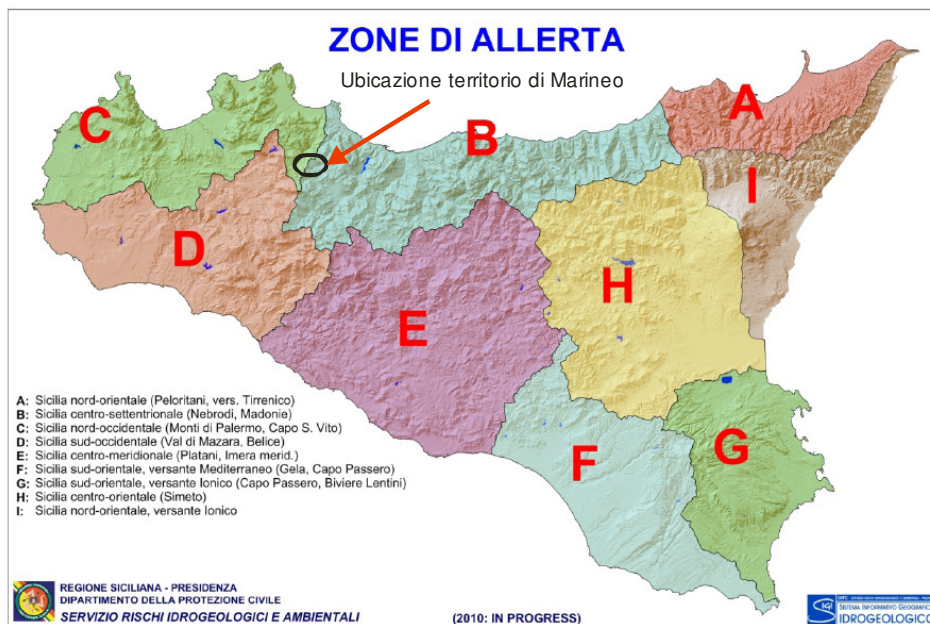 ZONE DI ALLERTA
Ubicazione territorio di Marineo
A
C
B
I
D
H
E
F
G
A: Sicilia nord-orientale (Peloritani, vers. Tirrenico)
B: Sicilia centro-settentrionale (Nebrodi, Madonie)
C: Sicilia nord-occidentale (Monti di Palermo, Capo S. Vito)
D: Sicilia sud-occidentale (Val di Mazara, Belice)
E: Sicilia centro-meridionale (Platani, Imera merid.)
F: Sicilia sud-orientale, versante Mediterraneo (Gela, Capo Passero)
G: Sicilia sud-orientale, versante Ionico (Capo Passero, Biviere Lentini)
H: Sicilia centro-orientale (Simeto)
I: Sicilia nord-orientale, versante Ionico
REGIONE SICILIANA - PRESIDENZA
DIPARTIMENTO DELLA PROTEZIONE CIVILE
SERVIZIO RISCHI IDROGEOLOGICI E AMBIENTALI
(2010: IN PROGRESS)
SIGI
SISTEMA INFORMATIVO GEOGRAFICO
IDROGEOLOGICO